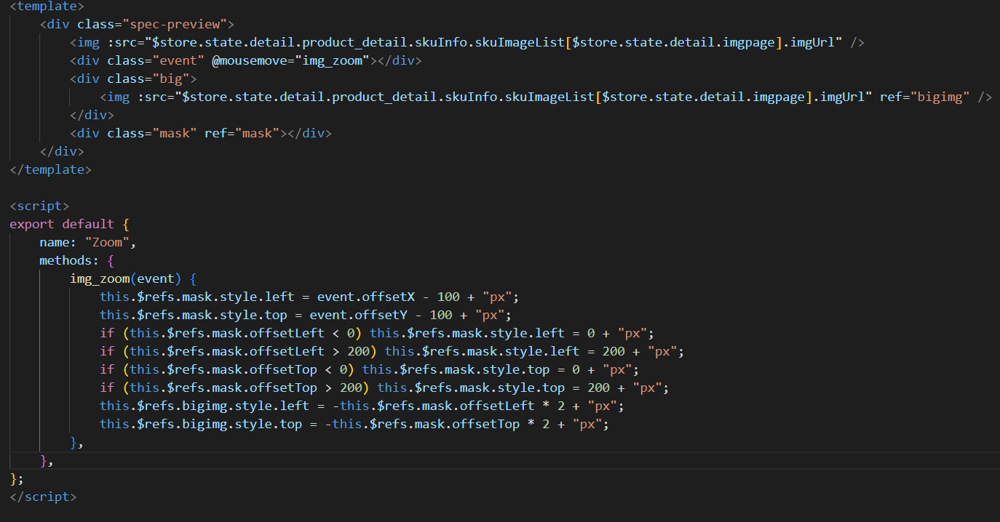 <template>
<div class="spec-preview">
<img :src="$store.state.detail.product_detail.skuInfo.skuImageList[$store.state.detail.imgpage].imgUrl" />
<div class="event" @mousemove="img_zoom"></div>
<div class="big">
<img :src="$store.state.detail.product_detail.skuInfo.skuImageList[$store.state.detail.imgpage].imgUrl" ref="bigimg" />
</div>
<div class="mask" ref="mask"></div>
</div>
</template>
<script>
export default {
name: "Zoom",
methods: {
img_zoom(event) {
this.$refs.mask.style.left = event.offsetX - 100 + "px";
this.$refs.mask.style.top = event.offsetY - 100 + "px";
if (this.$refs.mask.offsetLeft < 0) this.$refs.mask.style.left = 0 + "px";
if (this.$refs.mask.offsetLeft > 200) this.$refs.mask.style.left = 200 + "px";
if (this.$refs.mask.offsetTop < 0) this.$refs.mask.style.top = 0 + "px";
if (this.$refs.mask.offsetTop > 200) this.$refs.mask.style.top = 200 + "px";
this.$refs.bigimg.style.left = -this.$refs.mask.offsetLeft * 2 + "px";
this.$refs.bigimg.style.top = -this.$refs.mask.offsetTop * 2 + "px";
},
},
};
</script>